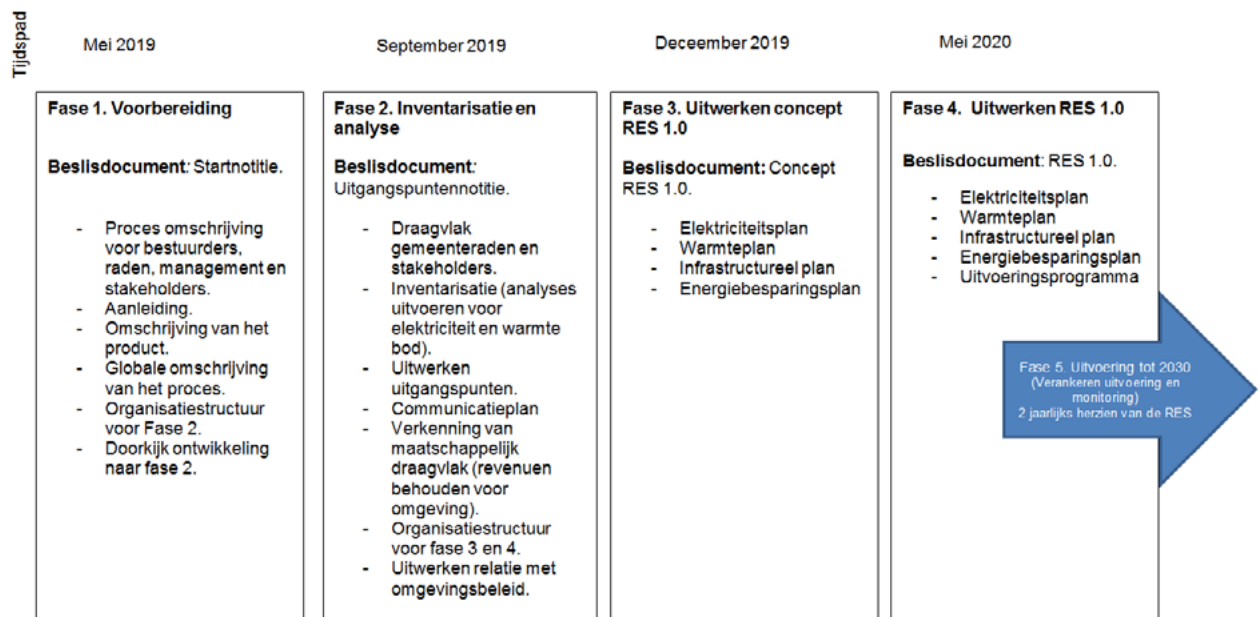 Tijdspad
Mei 2019
September 2019
Deceember 2019
Mei 2020
Fase 1. Voorbereiding
Beslisdocument: Startnotitie.
- Proces omschrijving
voor bestuurders,
raden, management en
stakeholders.
- Aanleiding.
- Omschrijving van het
product.
- Globale omschrijving
van het proces.
- Organisatiestructuur
voor Fase 2.
- Doorkijk ontwikkeling
naar fase 2.
Fase 2. Inventarisatie en
analyse
Beslisdocument:
Uitgangspuntennotitie.
- Draagvlak
gemeenteraden en
stakeholders.
- Inventarisatie (analyses
uitvoeren voor
elektriciteit en warmte
bod).
- Uitwerken
uitgangspunten.
- Communicatieplan
- Verkenning van
maatschappelijk
draagvlak (revenuen
behouden voor
omgeving).
- Organisatiestructuur
voor fase 3 en 4.
- Uitwerken relatie met
omgevingsbeleid.
Fase 3. Uitwerken concept
RES 1.0
Beslisdocument: Concept
RES 1.0.
- Elektriciteitsplan
- Warmteplan
- Infrastructureel plan
- Energiebesparingsplan
Fase 4. Uitwerken RES 1.0
Beslisdocument: RES 1.0.
- Elektriciteitsplan
- Warmteplan
- Infrastructureel plan
- Energiebesparingsplan
- Uitvoeringsprogramma
Fase 5. Uitvoering tot 2030
(Verankeren uitvoering en
monitoring)
2 jaarlijks herzien van de RES